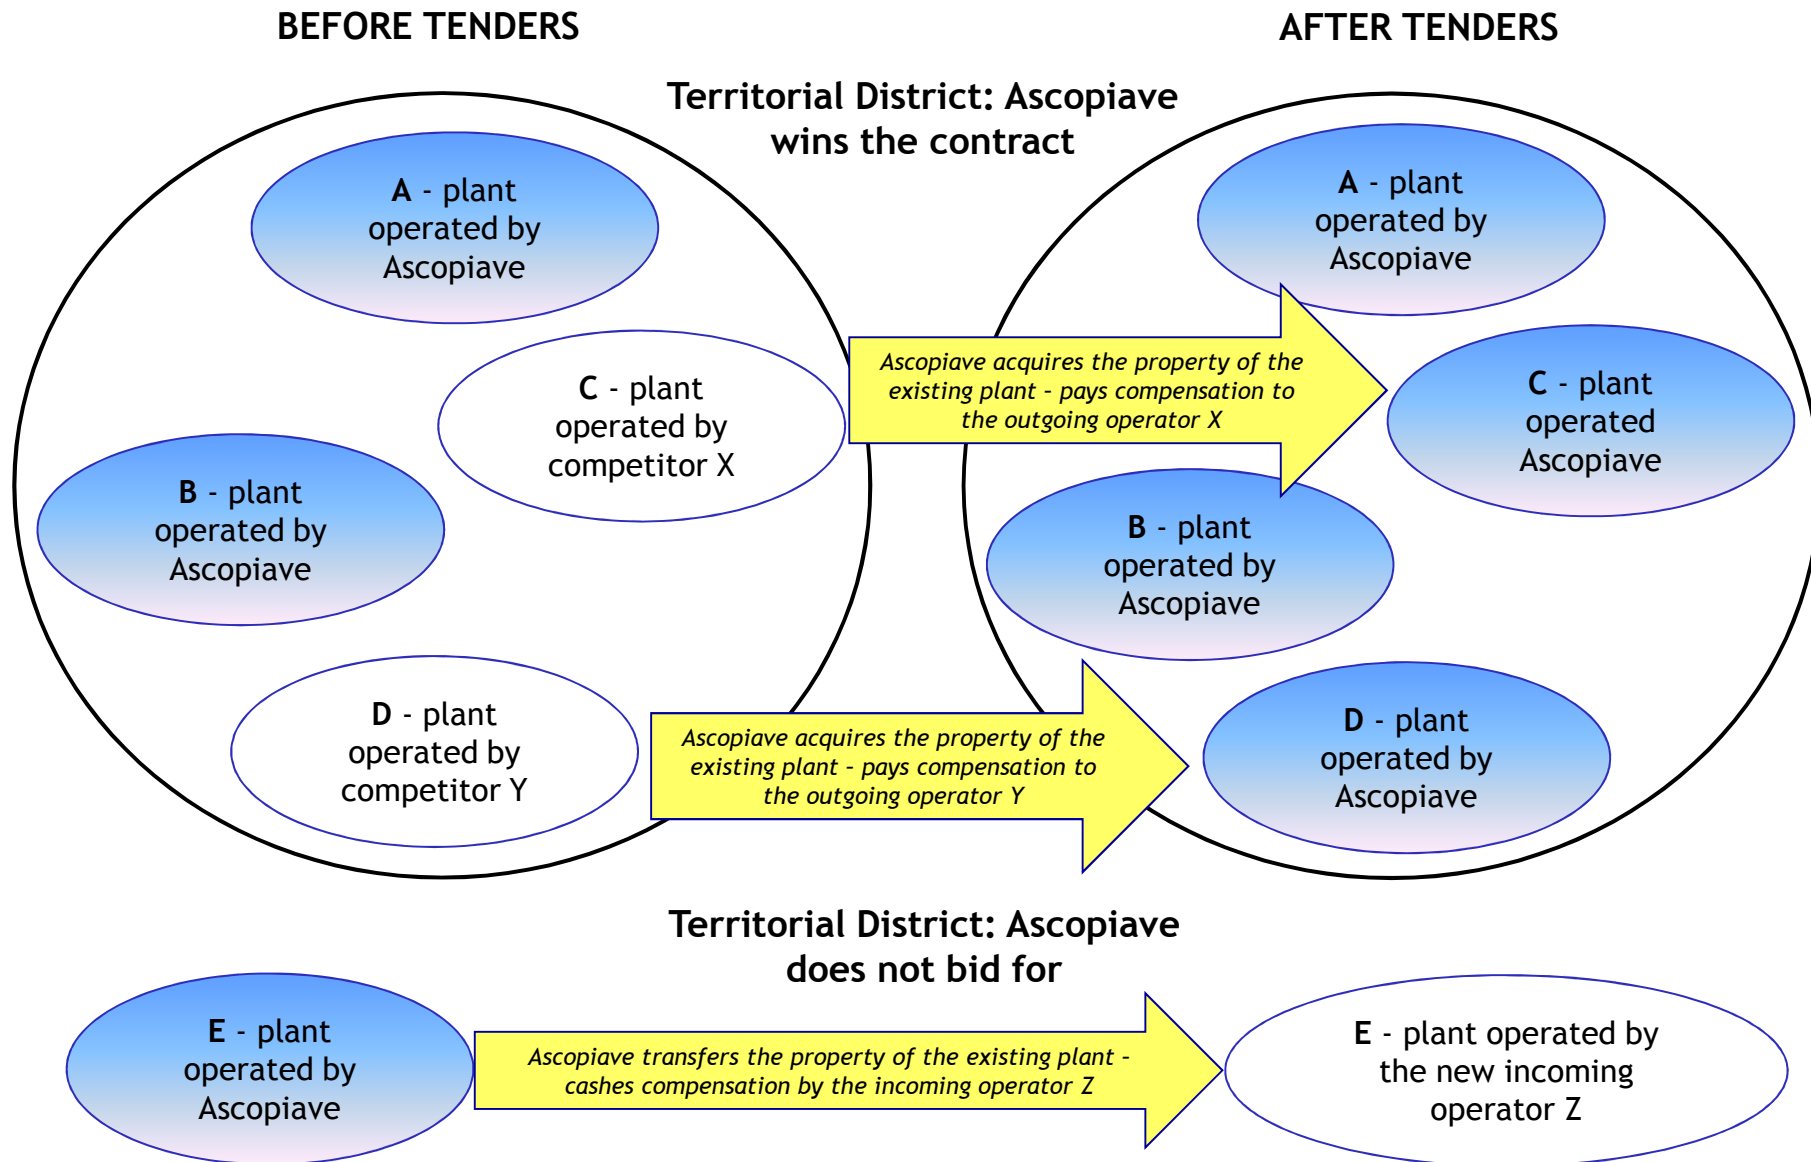 BEFORE TENDERS
AFTER TENDERS
Territorial District: Ascopiave
wins the contract
A - plant
operated by
Ascopiave
C - plant
operated by
competitor X
B - plant
operated by
Ascopiave
D - plant
operated by
competitor Y
Ascopiave acquires the property of the
existing plant - pays compensation to
the outgoing operator X
Ascopiave acquires the property of the
existing plant - pays compensation to
the outgoing operator Y
A - plant
operated by
Ascopiave
C - plant
operated
Ascopiave
B - plant
operated by
Ascopiave
D - plant
operated by
Ascopiave
Territorial District: Ascopiave
does not bid for
E - plant
operated by
Ascopiave
Ascopiave transfers the property of the existing plant -
cashes compensation by the incoming operator Z
E - plant operated by
the new incoming
operator Z